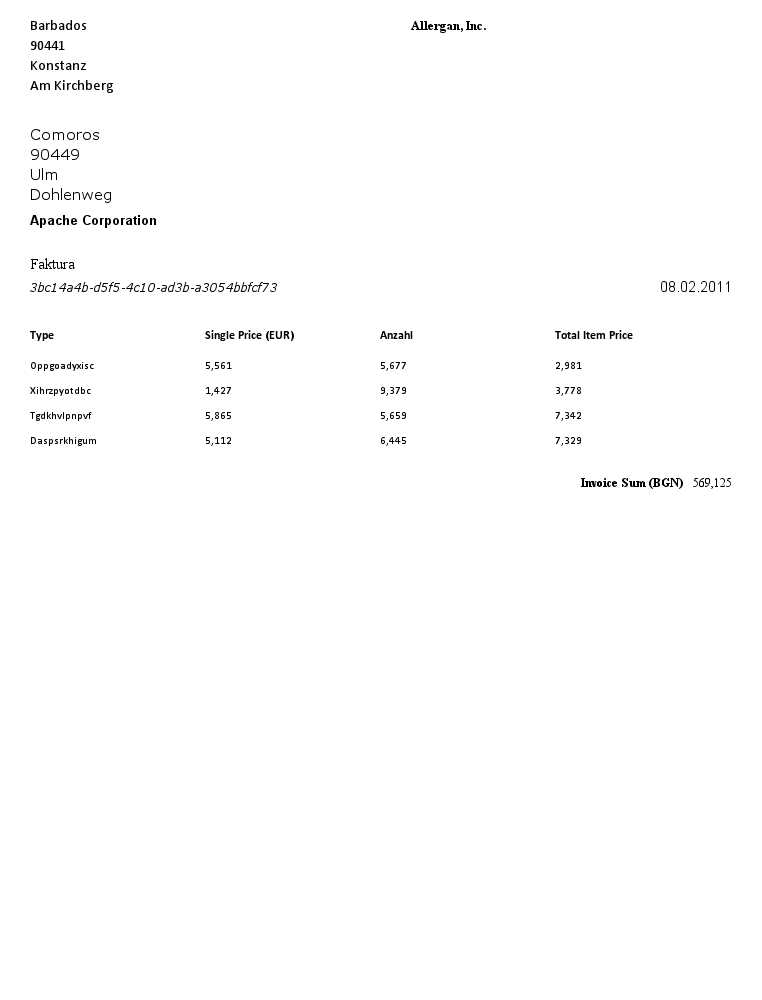 Barbados
Allergan, Inc.
90441
Konstanz
Am Kirchberg
Comoros
90449
Ulm
Dohlenweg
Apache Corporation
Faktura
3bc14a4b-d5f5-4c10-ad3b-a3054bbfcf73 08.02.2011
Type Single Price (EUR) Anzahl Total Item Price
Oppgoadyxisc 5,561 5,677 2,981
Xihrzpyotdbc 1,427 9,379 3,778
Tgdkhvlpnpvf 5,865 5,659 7,342
Daspsrkhigum 5,112 6,445 7,329
Invoice Sum (BGN) 569,125